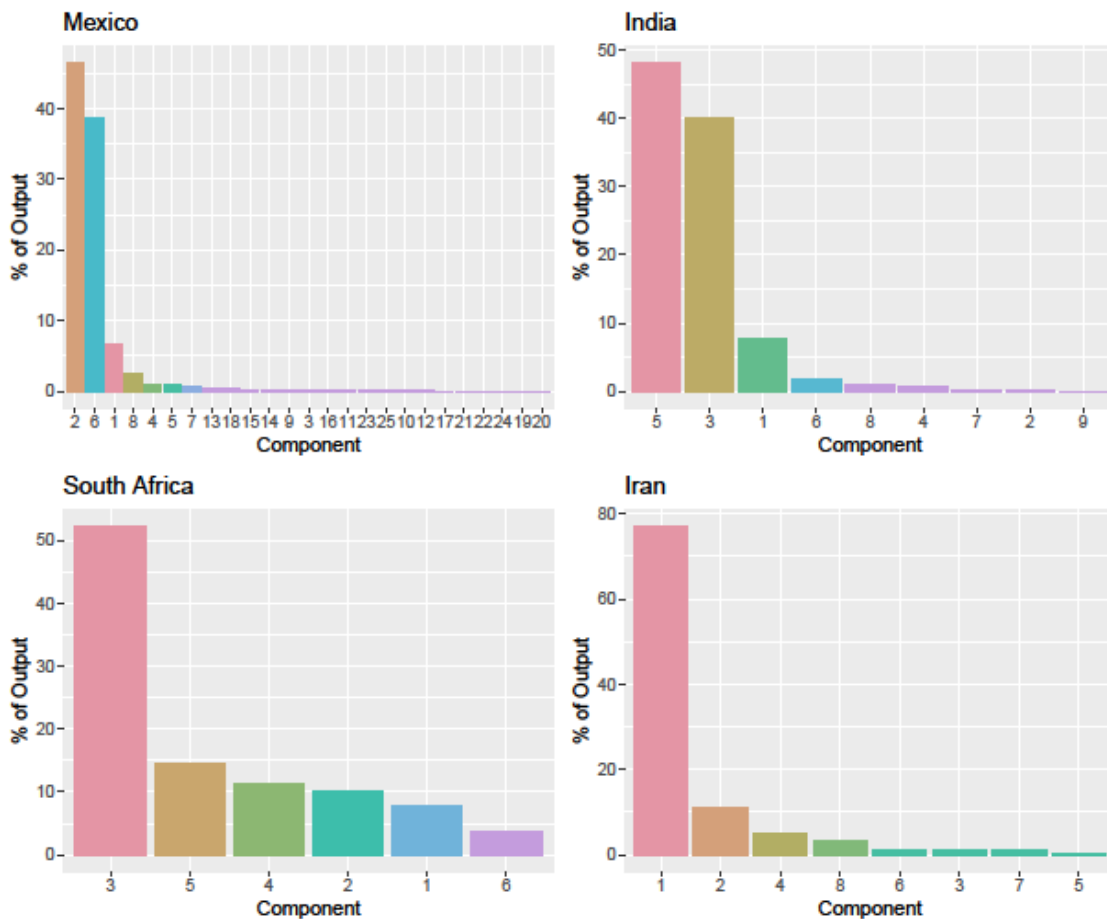 Mexico
% of Output
40
30
20
10
0
2 6 1 8 4 5 7 13 18 15 14 9 3 16 11 23 25 10 12 17 21 22 24 19 20
Component
India
% of Output
50
40
30
20
10
0
5 3 1 6 8 4 7 2 9
Component
South Africa
% of Output
50
40
30
20
10
0
3 5 4 2 1 6
Component
Iran
% of Output
80
60
40
20
0
1 2 4 8 6 3 7 5
Component